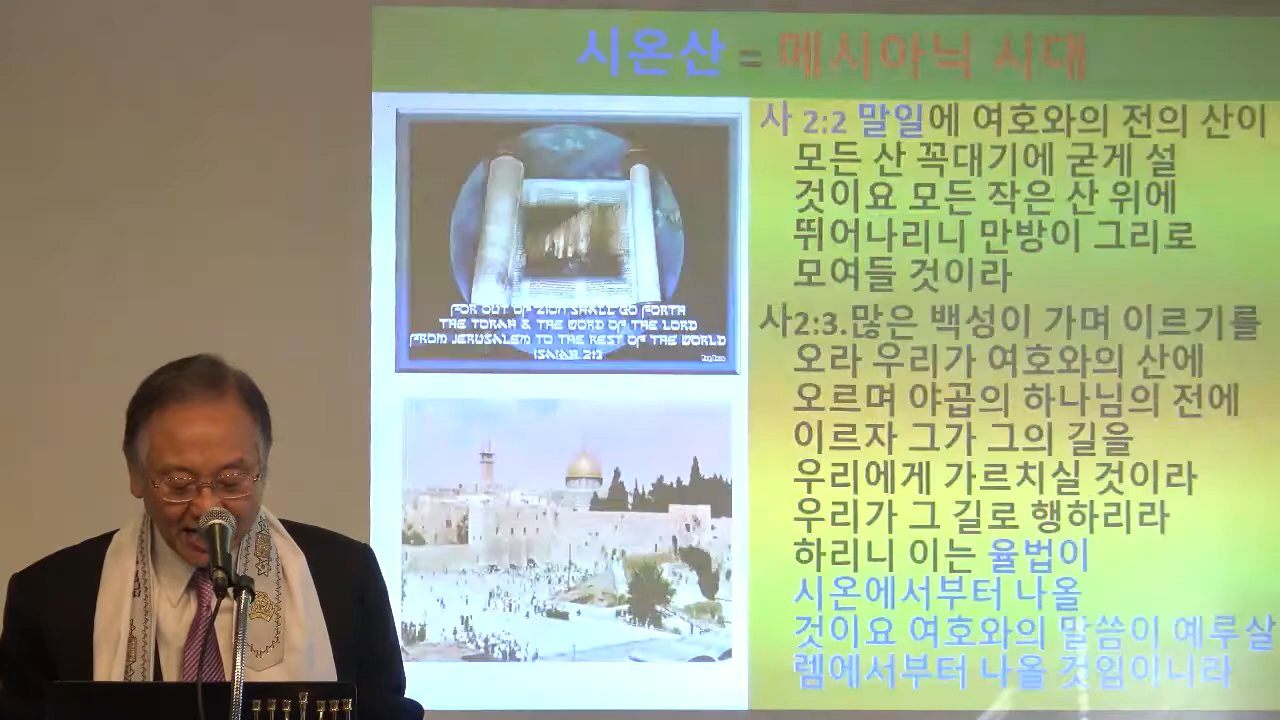 시온산 = 메시아닉 시대
FOR OUT OF ZION SHALL GO FORTH
THE TORAH & THE WORD OF THE LORD
FROM JERUSALEM TO THE REST OF THE WORLD
ISAIAH 2:3
사 2:2 말일에 여호와의 전의 산이
모든 산 꼭대기에 굳게 설
것이요 모든 작은 산 위에
뛰어나리니 만방이 그리로
모여들 것이라
사2:3.많은 백성이 가며 이르기를
오라 우리가 여호와의 산에
오르며 야곱의 하나님의 전에
이르자 그가 그의 길을
우리에게 가르치실 것이라
우리가 그 길로 행하리라
하리니 이는 율법이
시온에서부터 나올
것이요 여호와의 말씀이 예루살
렘에서부터 나올 것임이니라